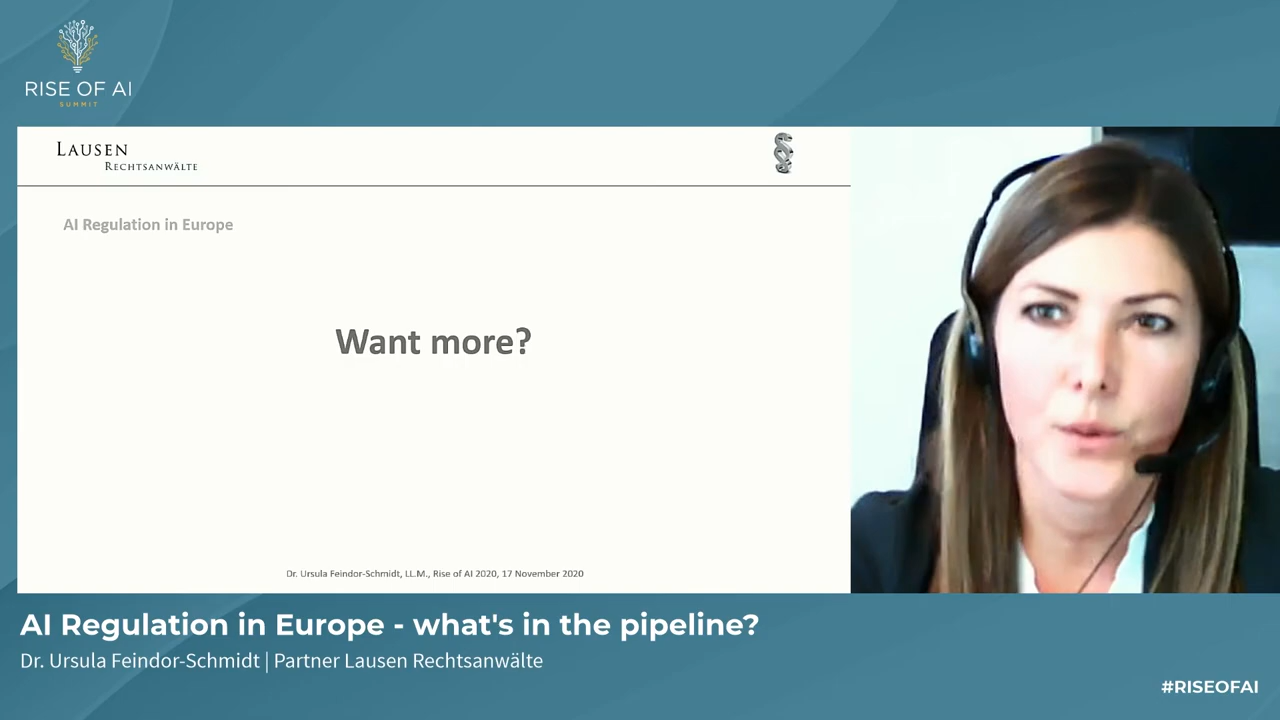 RISE OF AI
SUMMIT
LAUSEN
RECHTSANWÄLTE
AI Regulation in Europe
Want more?
Dr. Ursula Feindor-Schmidt, LL.M., Rise of AI 2020, 17 November 2020
AI Regulation in Europe - what's in the pipeline?
Dr. Ursula Feindor-Schmidt | Partner Lausen Rechtsanwälte
#RISEOFAI